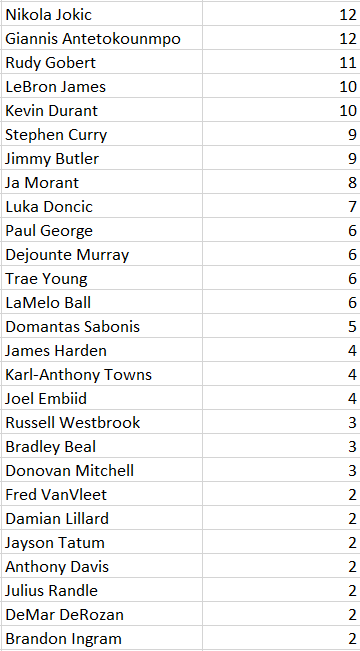 Nikola Jokic 12
Giannis Antetokounmpo 12
Rudy Gobert 11
LeBron James 10
Kevin Durant 10
Stephen Curry 9
Jimmy Butler 9
Ja Morant 8
Luka Doncic 7
Paul George 6
Dejounte Murray 6
Trae Young 6
LaMelo Ball 6
Domantas Sabonis 5
James Harden 4
Karl-Anthony Towns 4
Joel Embiid 4
Russell Westbrook 3
Bradley Beal 3
Donovan Mitchell 3
Fred VanVleet 2
Damian Lillard 2
Jayson Tatum 2
Anthony Davis 2
Julius Randle 2
DeMar DeRozan 2
Brandon Ingram 2